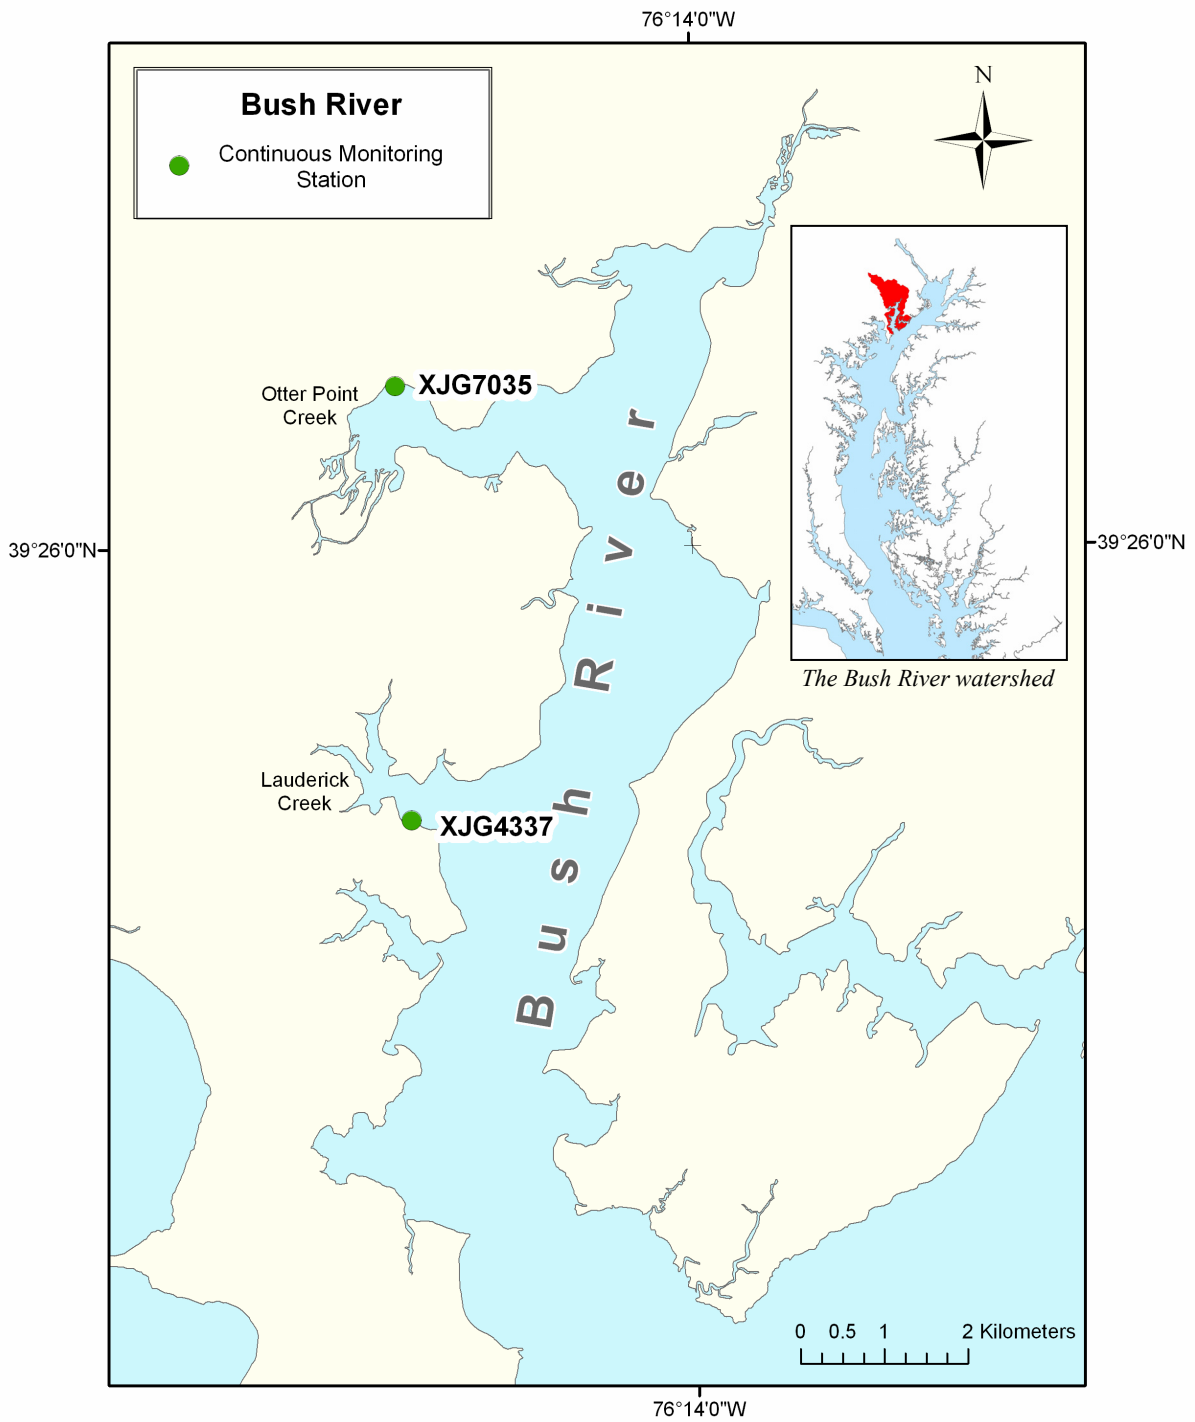 76°14'0"W
Bush River
Continuous Monitoring
Station
N
Otter Point
Creek
XJG7035
39°26'0"N
39°26'0"N
The Bush River watershed
Lauderick
Creek
XJG4337
Bush River
0 0.5 1 2 Kilometers
76°14'0"W